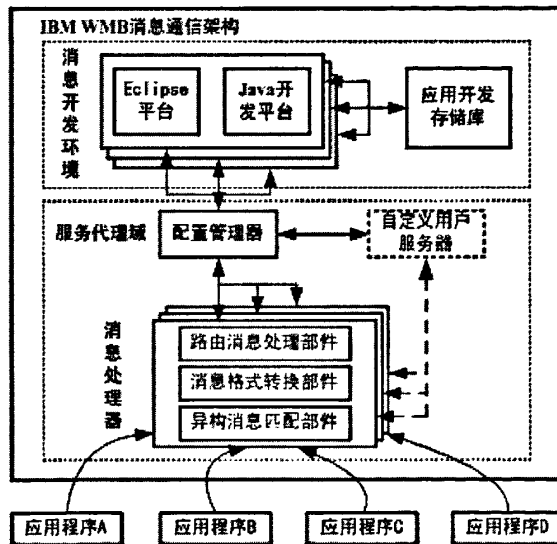 IBM WMB消息通信架构
消息开发环境
Eclipse
平台
Java开
发平台
应用开发
存储库
服务代理域
配置管理器
自定义用户
服务器
消息处理器
路由消息处理部件
消息格式转换部件
异构消息匹配部件
应用程序A
应用程序B
应用程序C
应用程序D